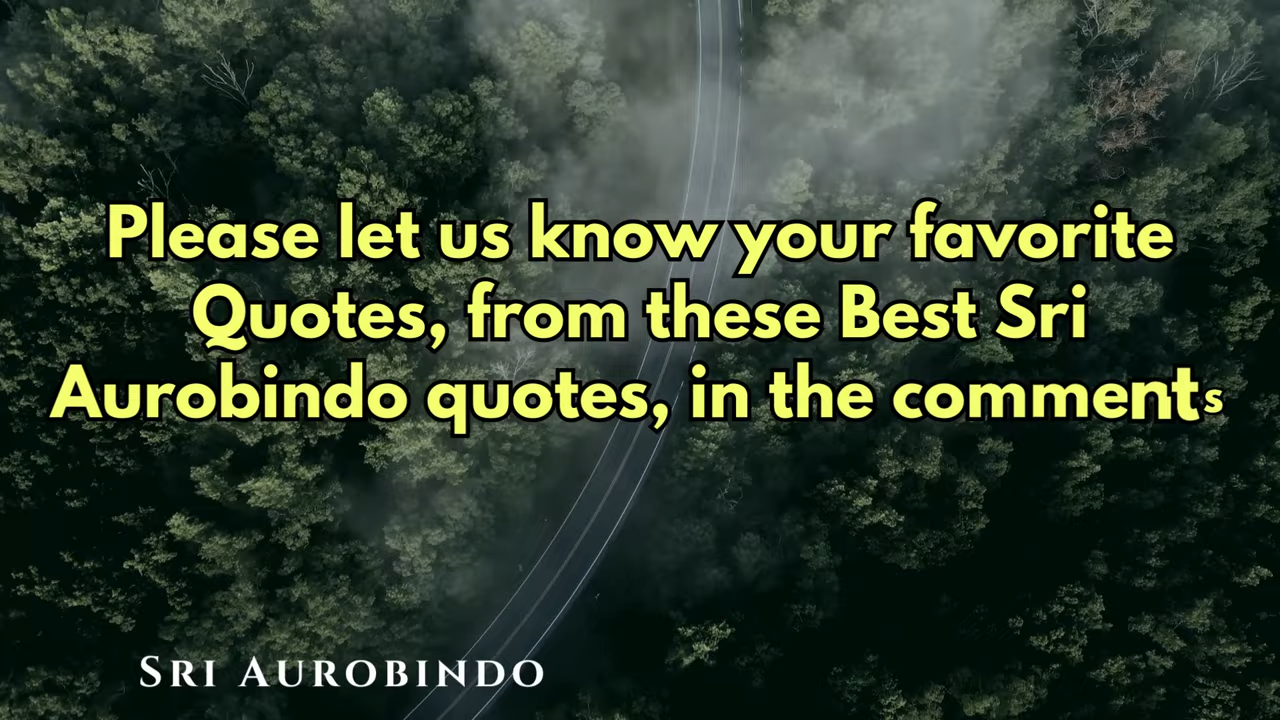 Please let us know your favorite
Quotes, from these Best Sri
Aurobindo quotes, in the comments
Sri Aurobindo